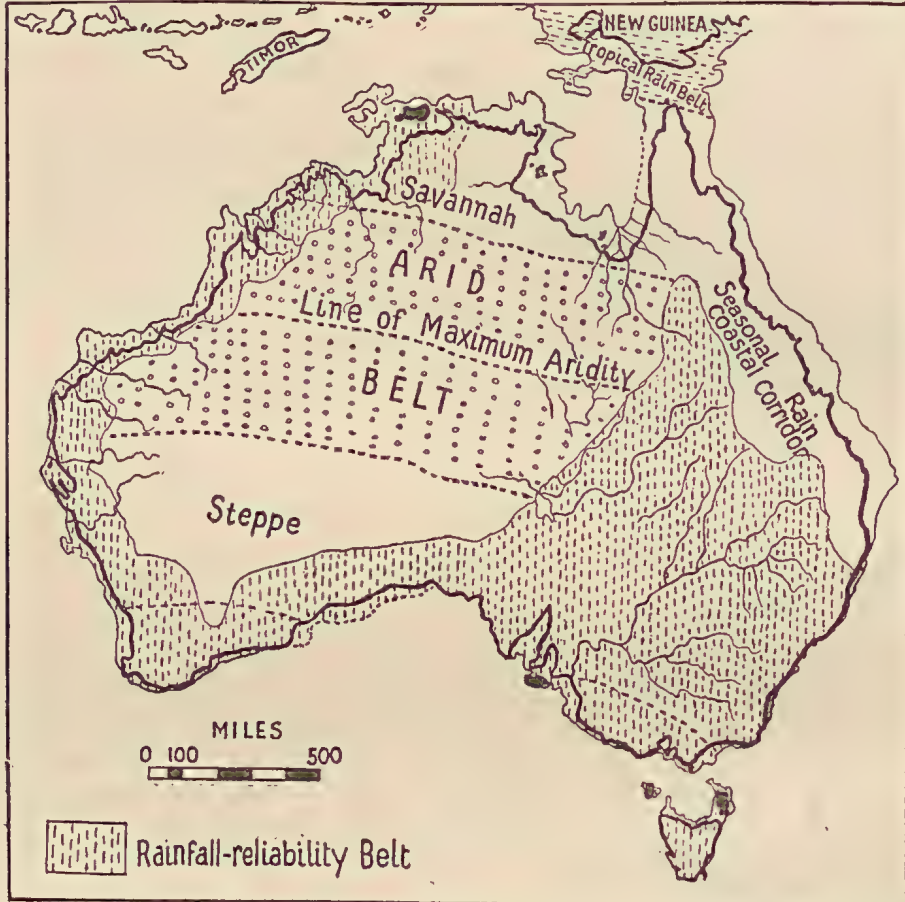 NEW GUINEA
Tropical Rain Belt
TIMOR
Savannah
ARID
Line of Maximum Aridity
BELT
Seasonal Rain
Coastal Corridor
Steppe
MILES
0 100 500
Rainfall-reliability Belt